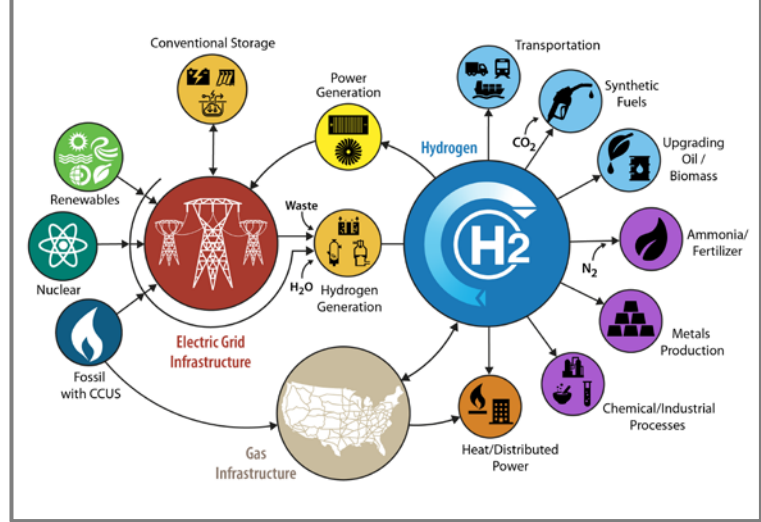 Conventional Storage
Transportation
Power
Generation
Synthetic
Fuels
CO2
Hydrogen
Upgrading
Oil /
Biomass
Renewables
Waste
H2
Ammonia/
Fertilizer
N2
Nuclear
H2O
Hydrogen
Generation
Electric Grid
Infrastructure
Metals
Production
Fossil
with CCUS
Chemical/Industrial
Processes
Gas
Infrastructure
Heat/Distributed
Power